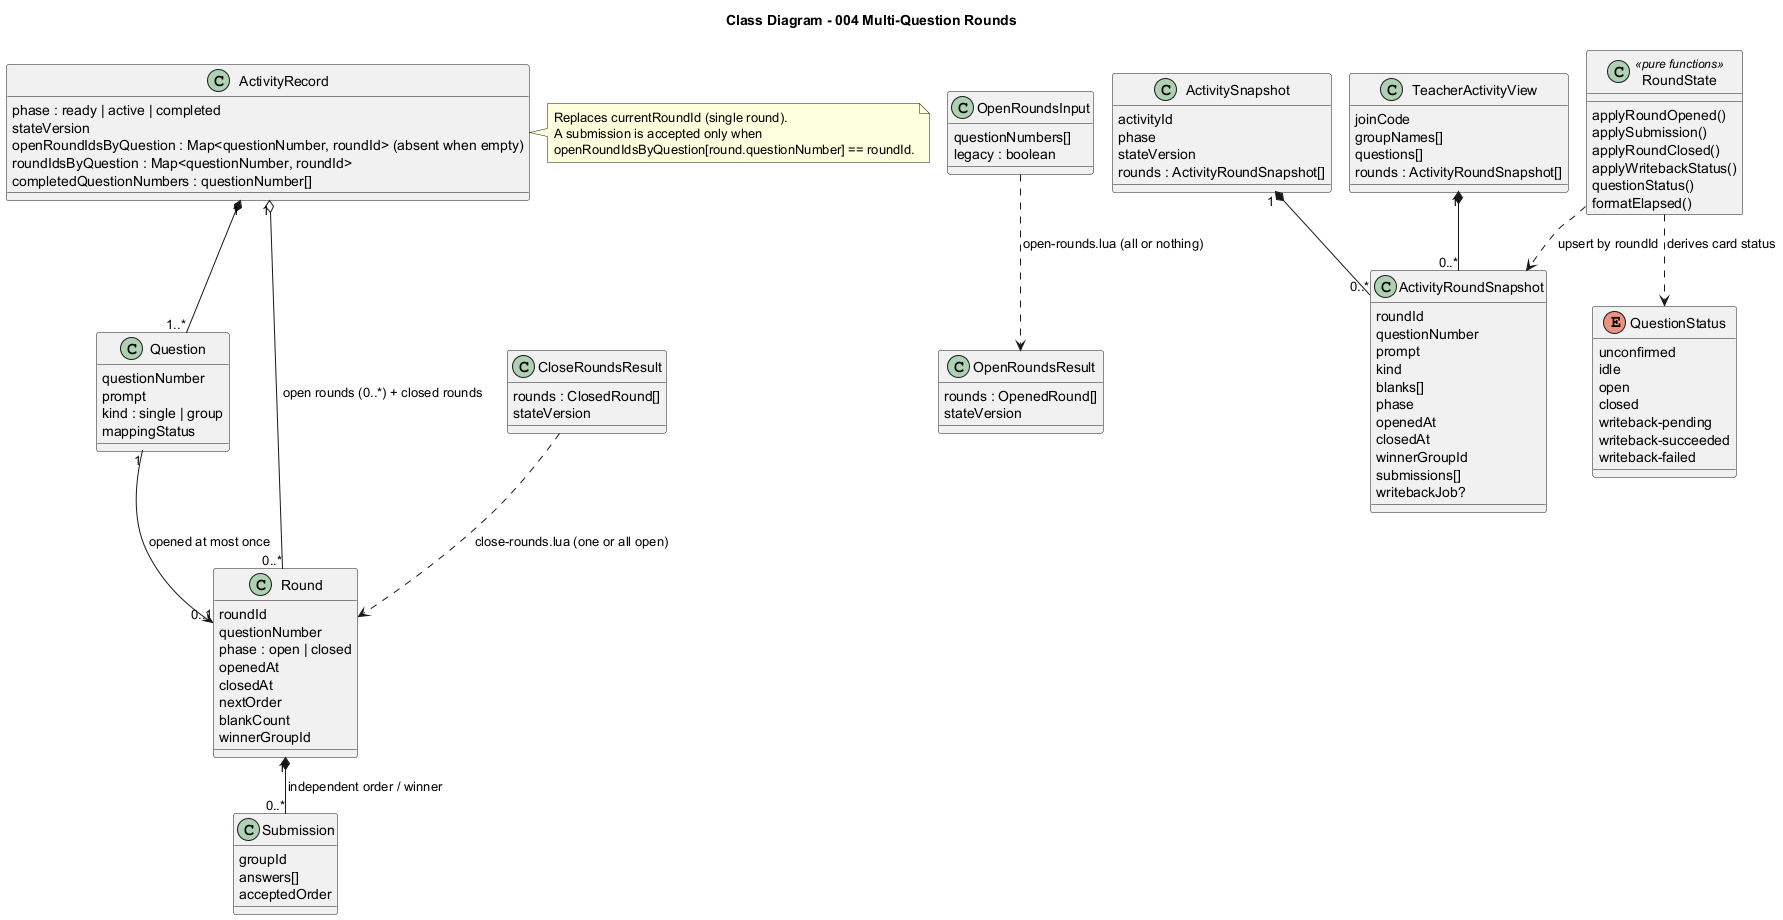 Class Diagram - 004 Multi-Question Rounds
C ActivityRecord
phase : ready | active | completed
stateVersion
openRoundIdsByQuestion : Map<questionNumber, roundId> (absent when empty)
roundIdsByQuestion : Map<questionNumber, roundId>
completedQuestionNumbers : questionNumber[]
Replaces currentRoundId (single round).
A submission is accepted only when
openRoundIdsByQuestion[round.questionNumber] == roundId.
C OpenRoundsInput
questionNumbers[]
legacy : boolean
C ActivitySnapshot
activityId
phase
stateVersion
rounds : ActivityRoundSnapshot[]
C TeacherActivityView
joinCode
groupNames[]
questions[]
rounds : ActivityRoundSnapshot[]
C «pure functions»
RoundState
applyRoundOpened()
applySubmission()
applyRoundClosed()
applyWritebackStatus()
questionStatus()
formatElapsed()
1
1
1
1
open-rounds.lua (all or nothing)
upsert by roundId
derives card status
1..*
0..*
0..*
C Question
questionNumber
prompt
kind : single | group
mappingStatus
open rounds (0..*) + closed rounds
C CloseRoundsResult
rounds : ClosedRound[]
stateVersion
C OpenRoundsResult
rounds : OpenedRound[]
stateVersion
C ActivityRoundSnapshot
roundId
questionNumber
prompt
kind
blanks[]
phase
openedAt
closedAt
winnerGroupId
submissions[]
writebackJob?
E QuestionStatus
unconfirmed
idle
open
closed
writeback-pending
writeback-succeeded
writeback-failed
1
opened at most once
close-rounds.lua (one or all open)
0..*
0..1
C Round
roundId
questionNumber
phase : open | closed
openedAt
closedAt
nextOrder
blankCount
winnerGroupId
1
independent order / winner
0..*
C Submission
groupId
answers[]
acceptedOrder